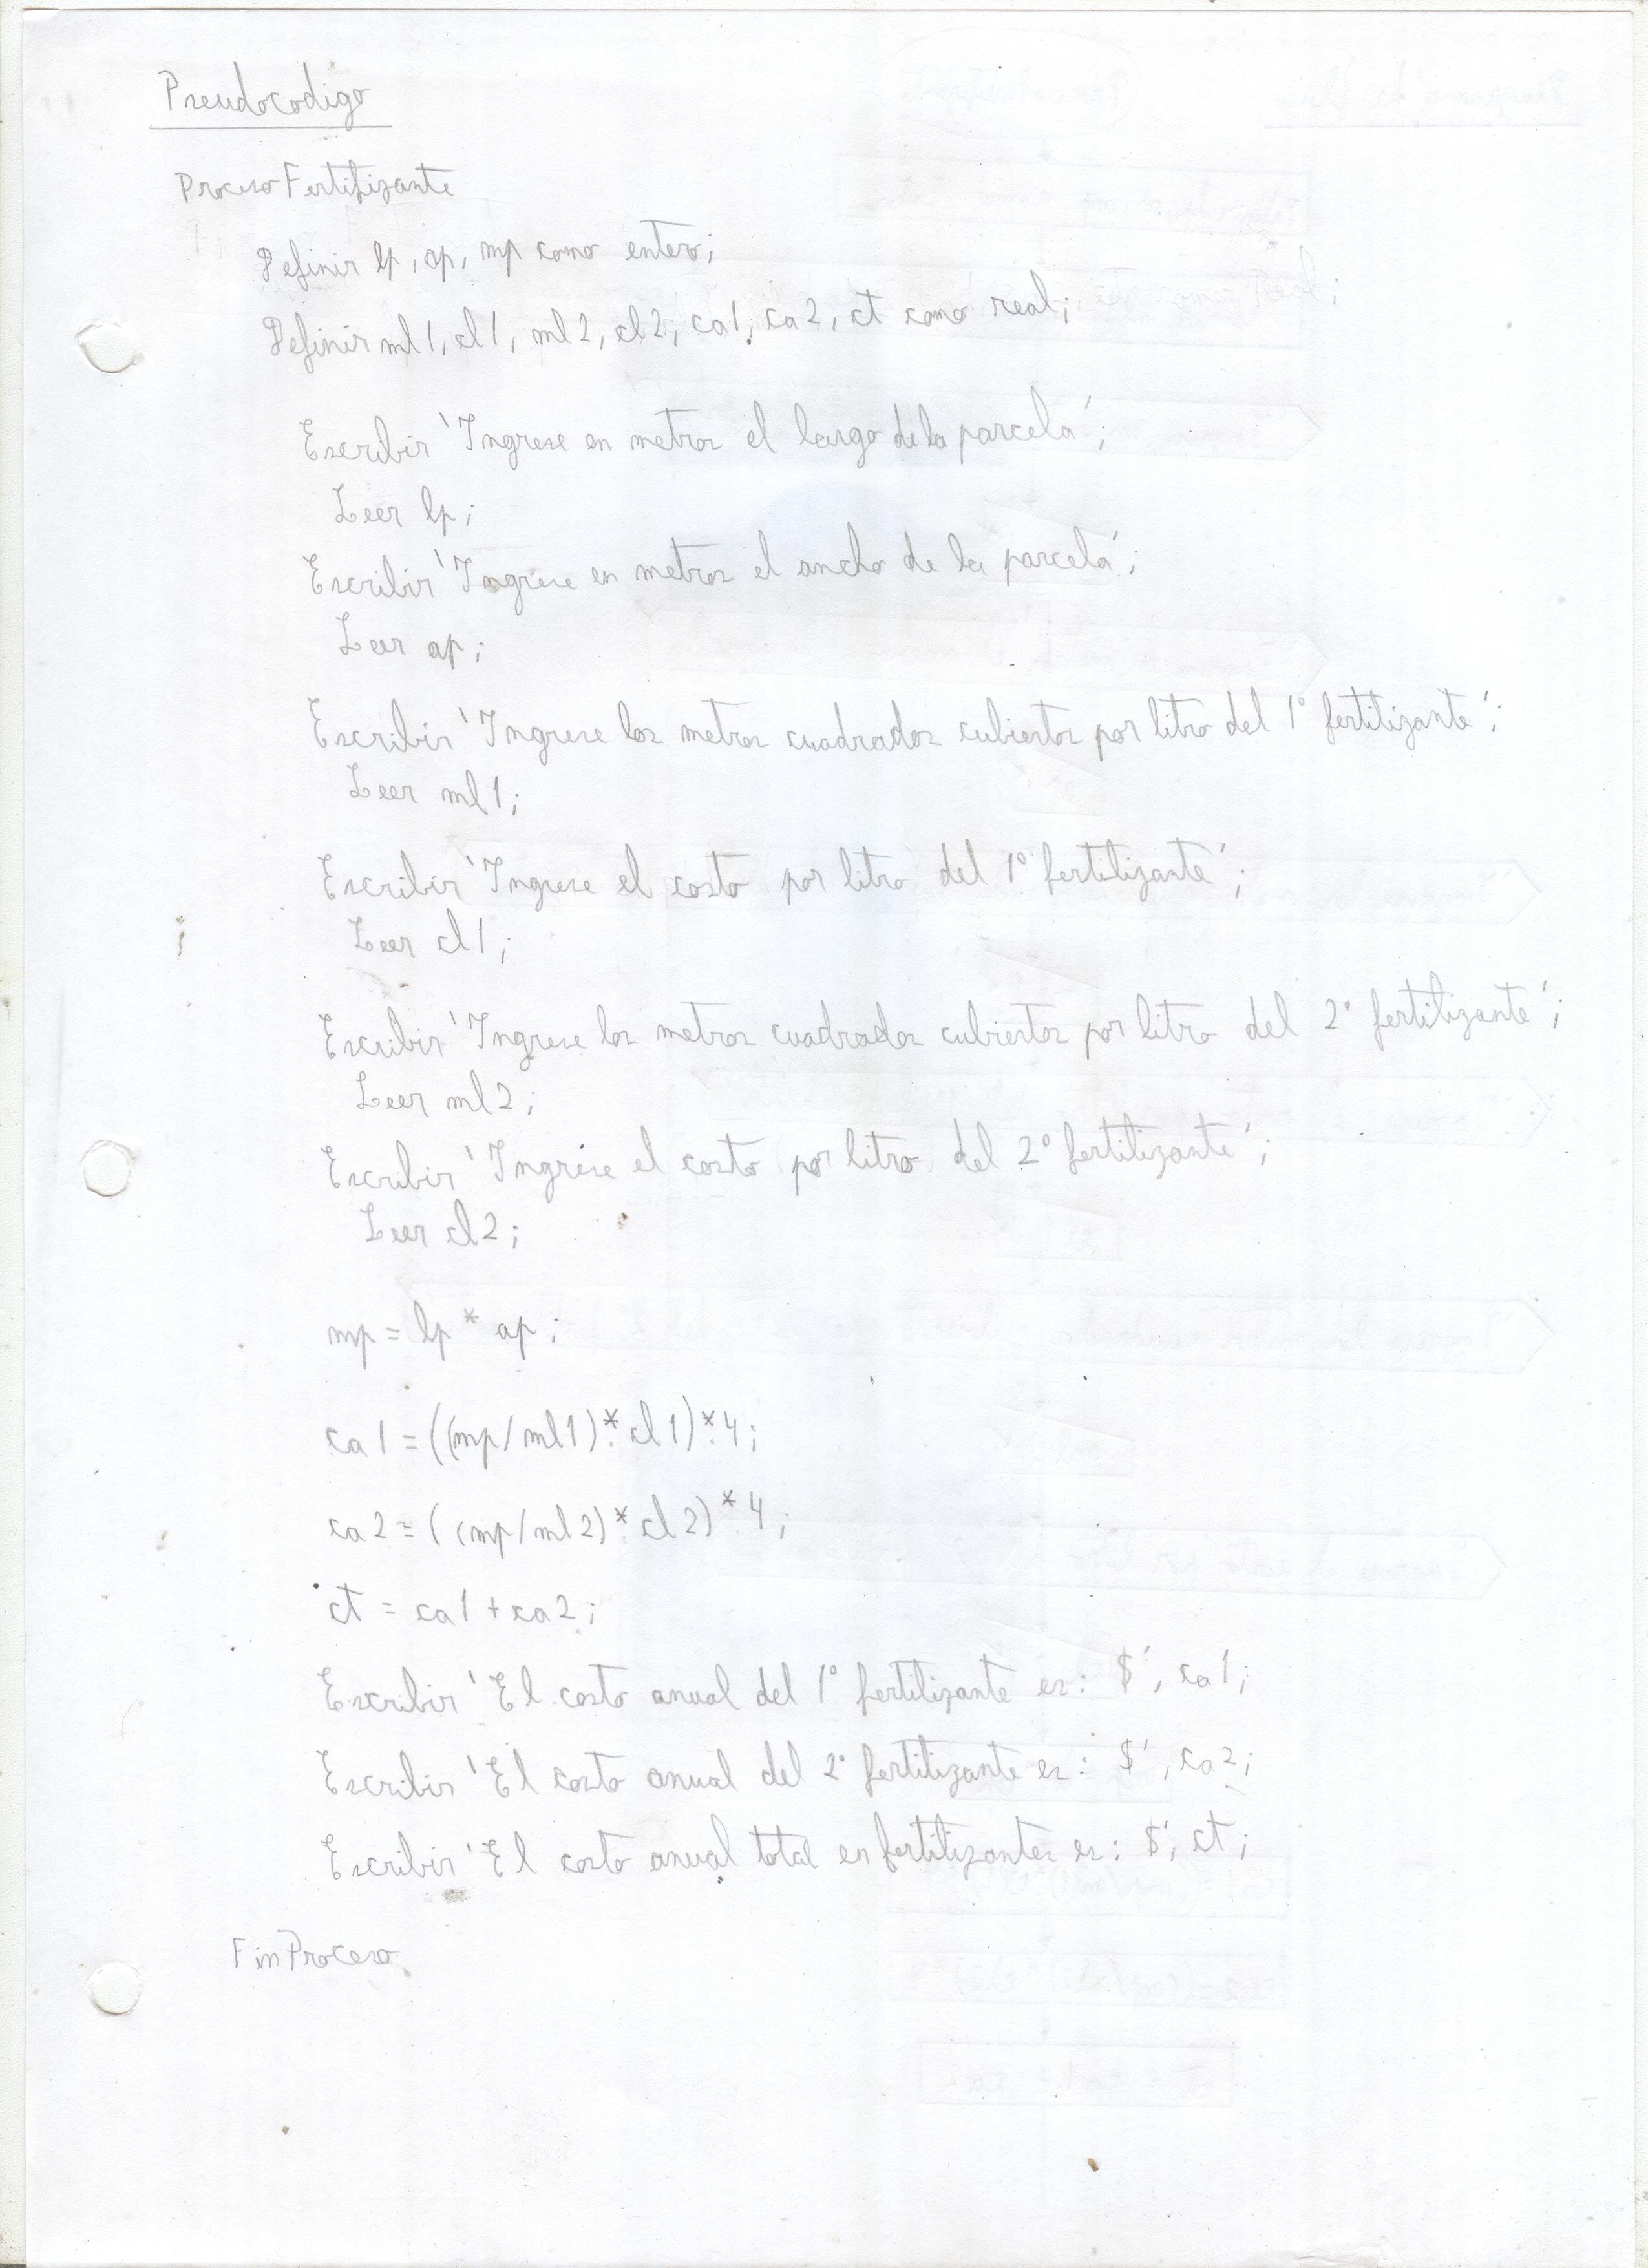 Pseudocodigo
Proceso Fertilizante
Definir lp, ap, mp como entero;
Definir ml1, cl1, ml2, cl2, ca1, ca2, ct como real;
Escribir 'Ingrese en metros el largo de la parcela';
Leer lp;
Escribir 'Ingrese en metros el ancho de la parcela';
Leer ap;
Escribir 'Ingrese los metros cuadrados cubiertos por litro del 1° fertilizante';
Leer ml1;
Escribir 'Ingrese el costo por litro del 1° fertilizante';
Leer cl1;
Escribir 'Ingrese los metros cuadrados cubiertos por litro del 2° fertilizante';
Leer ml2;
Escribir 'Ingrese el costo por litro del 2° fertilizante';
Leer cl2;
mp = lp * ap;
ca1 = ((mp/ml1)*cl1)*4;
ca2 = ((mp/ml2)*cl2)*4;
ct = ca1 + ca2;
Escribir 'El costo anual del 1° fertilizante es: $', ca1;
Escribir 'El costo anual del 2° fertilizante es: $', ca2;
Escribir 'El costo anual total en fertilizantes es: $', ct;
FinProceso